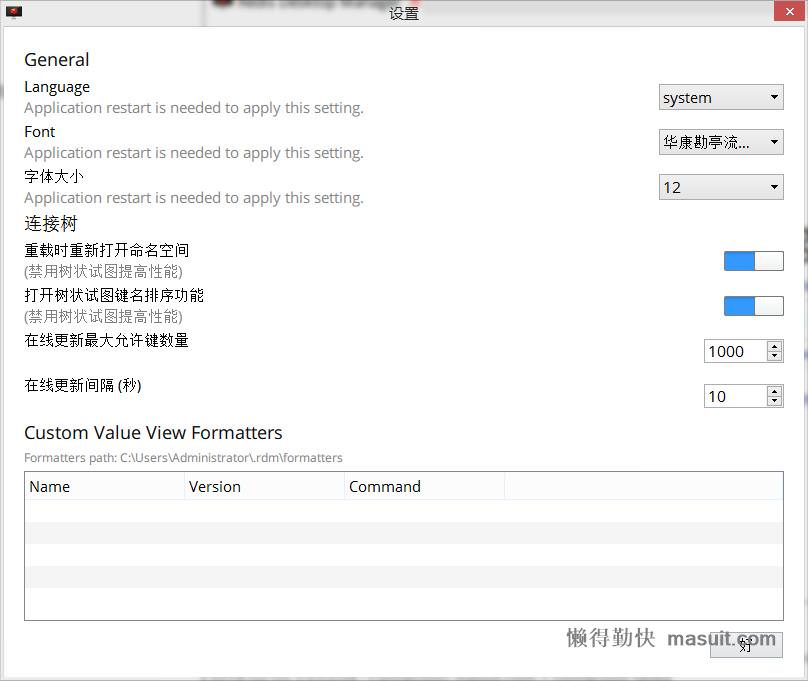 设置
General
Language
Application restart is needed to apply this setting.
system
Font
Application restart is needed to apply this setting.
华康勘亭流...
字体大小
Application restart is needed to apply this setting.
12
连接树
重载时重新打开命名空间
(禁用树状试图提高性能)
打开树状试图键名排序功能
(禁用树状试图提高性能)
在线更新最大允许键数量
1000
在线更新间隔 (秒)
10
Custom Value View Formatters
Formatters path: C:\Users\Administrator\.rdm\formatters
Name Version Command
懒得勤快 masuit.com
好